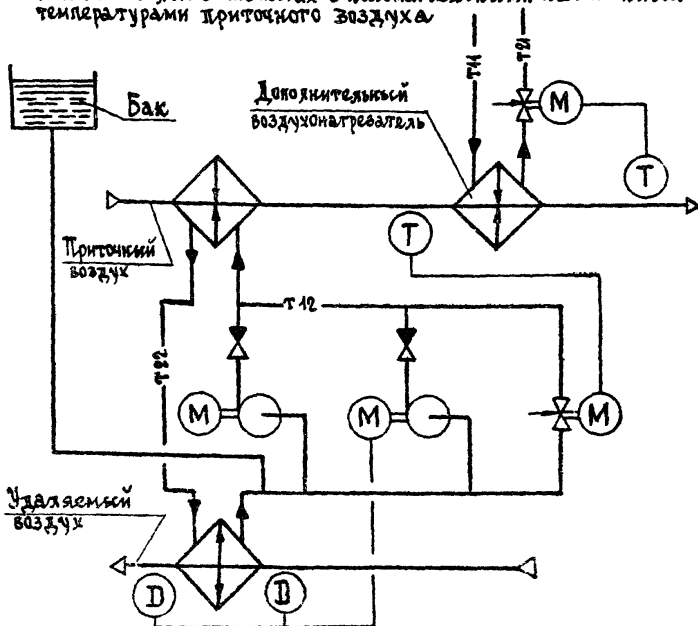 температурами приточного воздуха
Т11
Т21
Бак
Дополнительный
воздухонагреватель
М
Т
Приточный
воздух
Т
Т12
Т22
М
М
М
Удаляемый
воздух
D
D